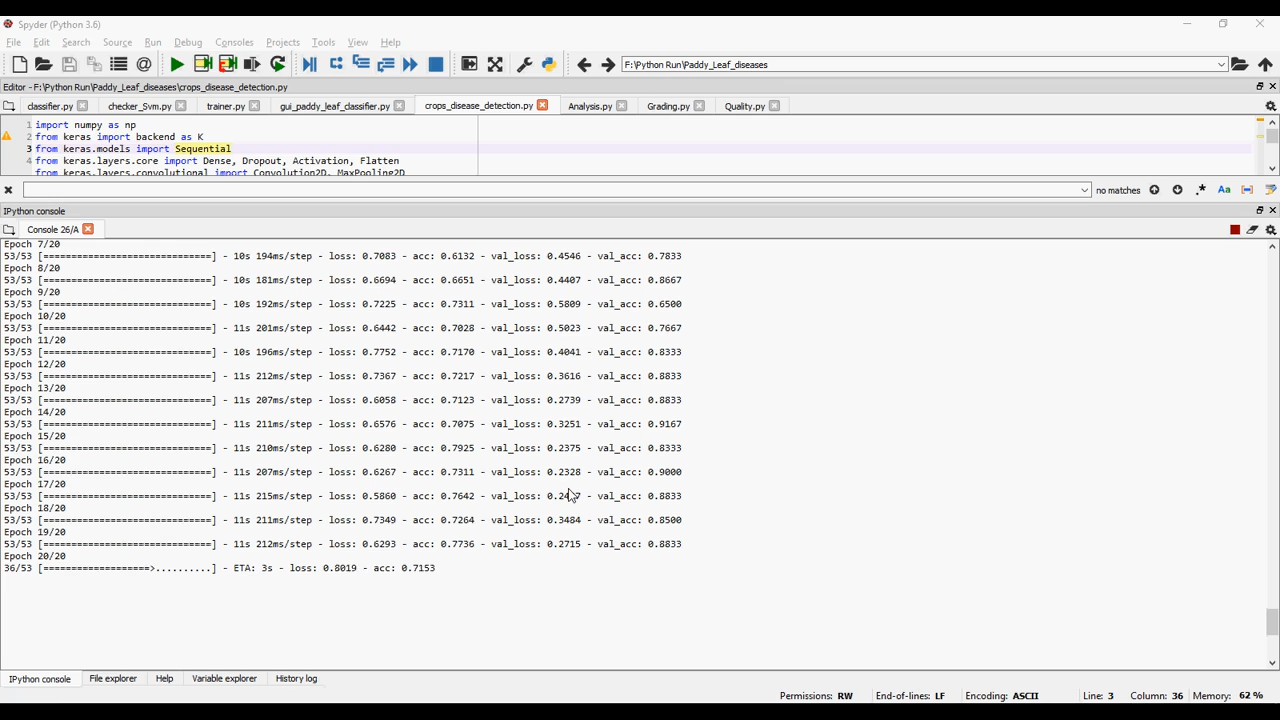 Spyder (Python 3.6)
File Edit Search Source Run Debug Consoles Projects Tools View Help
F:\Python Run\Paddy_Leaf_diseases
Editor - F:\Python Run\Paddy_Leaf_diseases\crops_disease_detection.py
classifier.py checker_Svm.py trainer.py gui_paddy_leaf_classifier.py crops_disease_detection.py Analysis.py Grading.py Quality.py
1 import numpy as np
2 from keras import backend as K
3 from keras.models import Sequential
4 from keras.layers.core import Dense, Dropout, Activation, Flatten
from keras.layers.convolutional import Convolution2D, MaxPooling2D
no matches .* Aa
IPython console
Console 26/A
Epoch 7/20
53/53 [==============================] - 10s 194ms/step - loss: 0.7083 - acc: 0.6132 - val_loss: 0.4546 - val_acc: 0.7833
Epoch 8/20
53/53 [==============================] - 10s 181ms/step - loss: 0.6694 - acc: 0.6651 - val_loss: 0.4407 - val_acc: 0.8667
Epoch 9/20
53/53 [==============================] - 10s 192ms/step - loss: 0.7225 - acc: 0.7311 - val_loss: 0.5809 - val_acc: 0.6500
Epoch 10/20
53/53 [==============================] - 11s 201ms/step - loss: 0.6442 - acc: 0.7028 - val_loss: 0.5023 - val_acc: 0.7667
Epoch 11/20
53/53 [==============================] - 10s 196ms/step - loss: 0.7752 - acc: 0.7170 - val_loss: 0.4041 - val_acc: 0.8333
Epoch 12/20
53/53 [==============================] - 11s 212ms/step - loss: 0.7367 - acc: 0.7217 - val_loss: 0.3616 - val_acc: 0.8833
Epoch 13/20
53/53 [==============================] - 11s 207ms/step - loss: 0.6058 - acc: 0.7123 - val_loss: 0.2739 - val_acc: 0.8833
Epoch 14/20
53/53 [==============================] - 11s 211ms/step - loss: 0.6576 - acc: 0.7075 - val_loss: 0.3251 - val_acc: 0.9167
Epoch 15/20
53/53 [==============================] - 11s 210ms/step - loss: 0.6280 - acc: 0.7925 - val_loss: 0.2375 - val_acc: 0.8333
Epoch 16/20
53/53 [==============================] - 11s 207ms/step - loss: 0.6267 - acc: 0.7311 - val_loss: 0.2328 - val_acc: 0.9000
Epoch 17/20
53/53 [==============================] - 11s 215ms/step - loss: 0.5860 - acc: 0.7642 - val_loss: - val_acc: 0.8833
Epoch 18/20
53/53 [==============================] - 11s 211ms/step - loss: 0.7349 - acc: 0.7264 - val_loss: 0.3484 - val_acc: 0.8500
Epoch 19/20
53/53 [==============================] - 11s 212ms/step - loss: 0.6293 - acc: 0.7736 - val_loss: 0.2715 - val_acc: 0.8833
Epoch 20/20
36/53 [===================>..........] - ETA: 3s - loss: 0.8019 - acc: 0.7153
IPython console File explorer Help Variable explorer History log
Permissions: RW End-of-lines: LF Encoding: ASCII Line: 3 Column: 36 Memory: 62 %